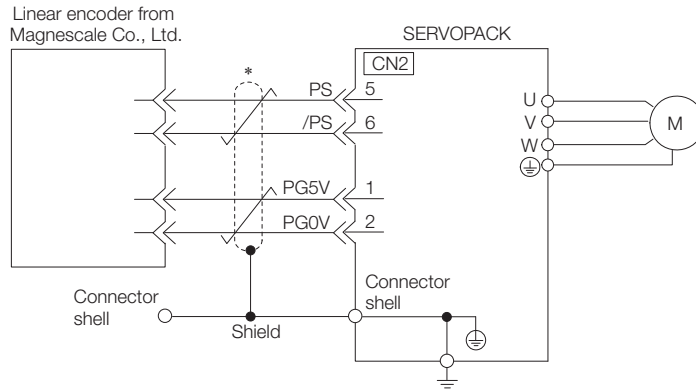 Linear encoder from
Magnescale Co., Ltd.
SERVOPACK
*
CN2
PS 5
/PS 6
PG5V 1
PG0V 2
U
V
W
M
Connector
shell
Shield
Connector
shell